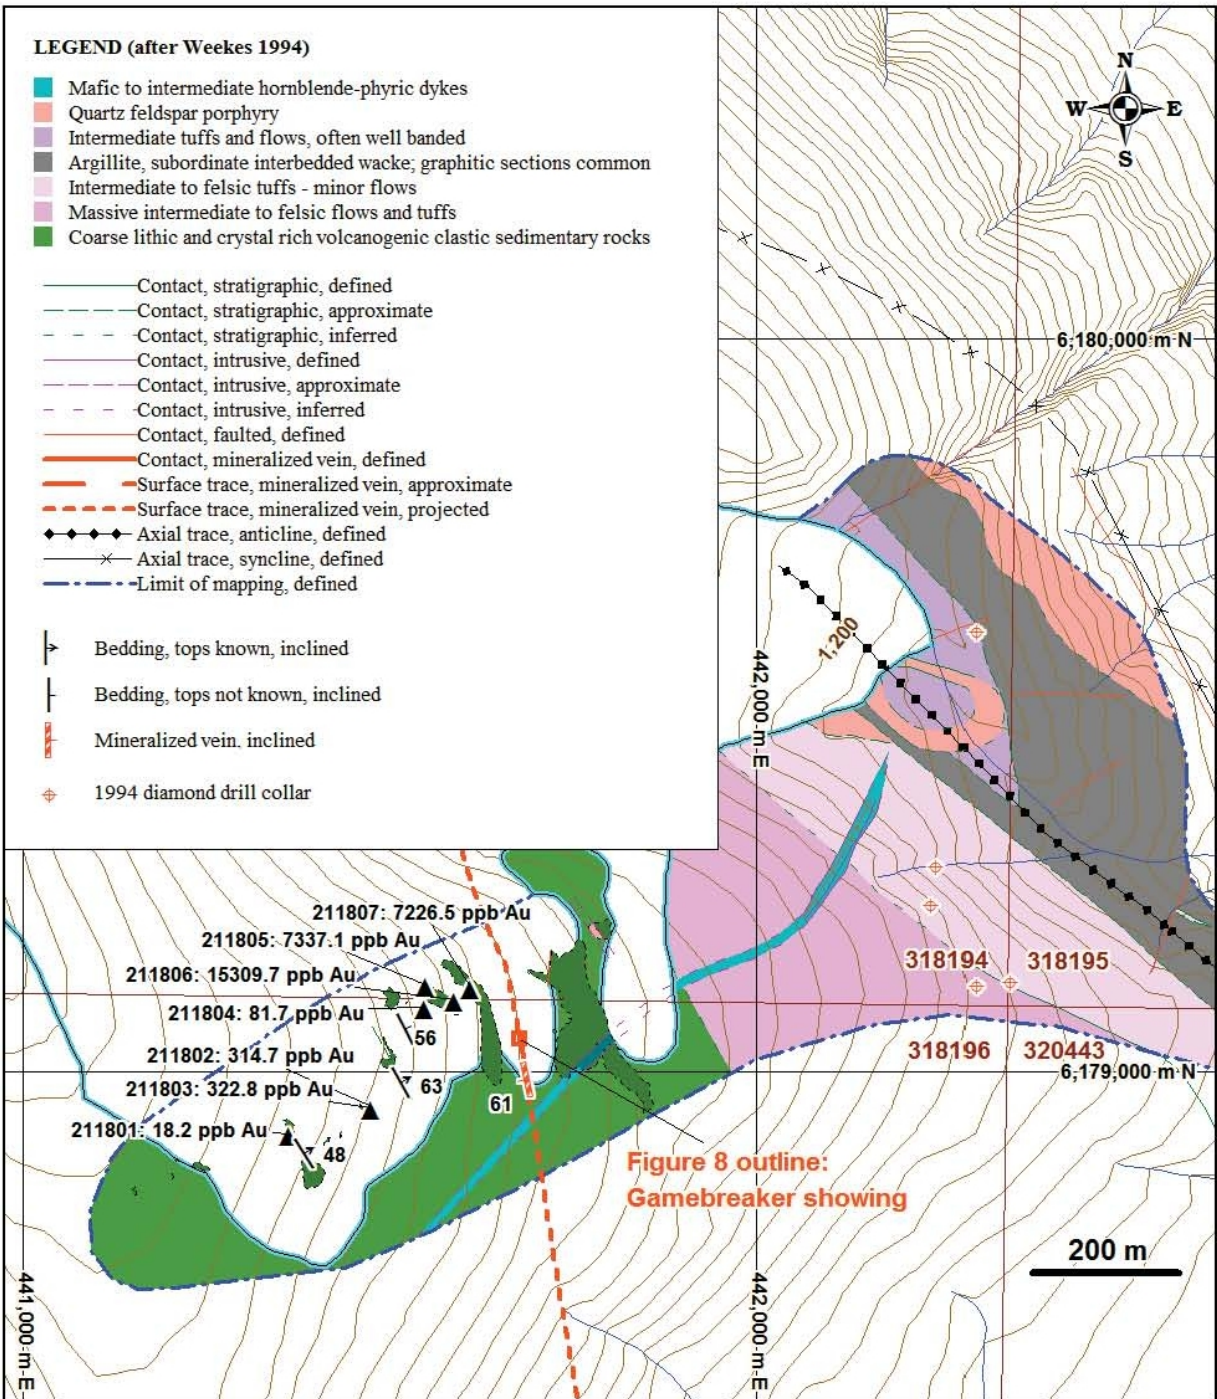 LEGEND (after Weekes 1994)
Mafic to intermediate hornblende-phyric dykes
Quartz feldspar porphyry
Intermediate tuffs and flows, often well banded
Argillite, subordinate interbedded wacke; graphitic sections common
Intermediate to felsic tuffs - minor flows
Massive intermediate to felsic flows and tuffs
Coarse lithic and crystal rich volcanogenic clastic sedimentary rocks
Contact, stratigraphic, defined
Contact, stratigraphic, approximate
Contact, stratigraphic, inferred
Contact, intrusive, defined
Contact, intrusive, approximate
Contact, intrusive, inferred
Contact, faulted, defined
Contact, mineralized vein, defined
Surface trace, mineralized vein, approximate
Surface trace, mineralized vein, projected
Axial trace, anticline, defined
Axial trace, syncline, defined
Limit of mapping, defined
Bedding, tops known, inclined
Bedding, tops not known, inclined
Mineralized vein, inclined
1994 diamond drill collar
N
W E
S
6,180,000 m N
1,200
442,000 m E
211807: 7226.5 ppb Au
211805: 7337.1 ppb Au
211806: 15309.7 ppb Au
211804: 81.7 ppb Au
56
211802: 314.7 ppb Au
211803: 322.8 ppb Au
63
211801: 18.2 ppb Au
48
61
318194 318195
318196 320443
6,179,000 m N
Figure 8 outline:
Gamebreaker showing
200 m
441,000 m E
442,000 m E